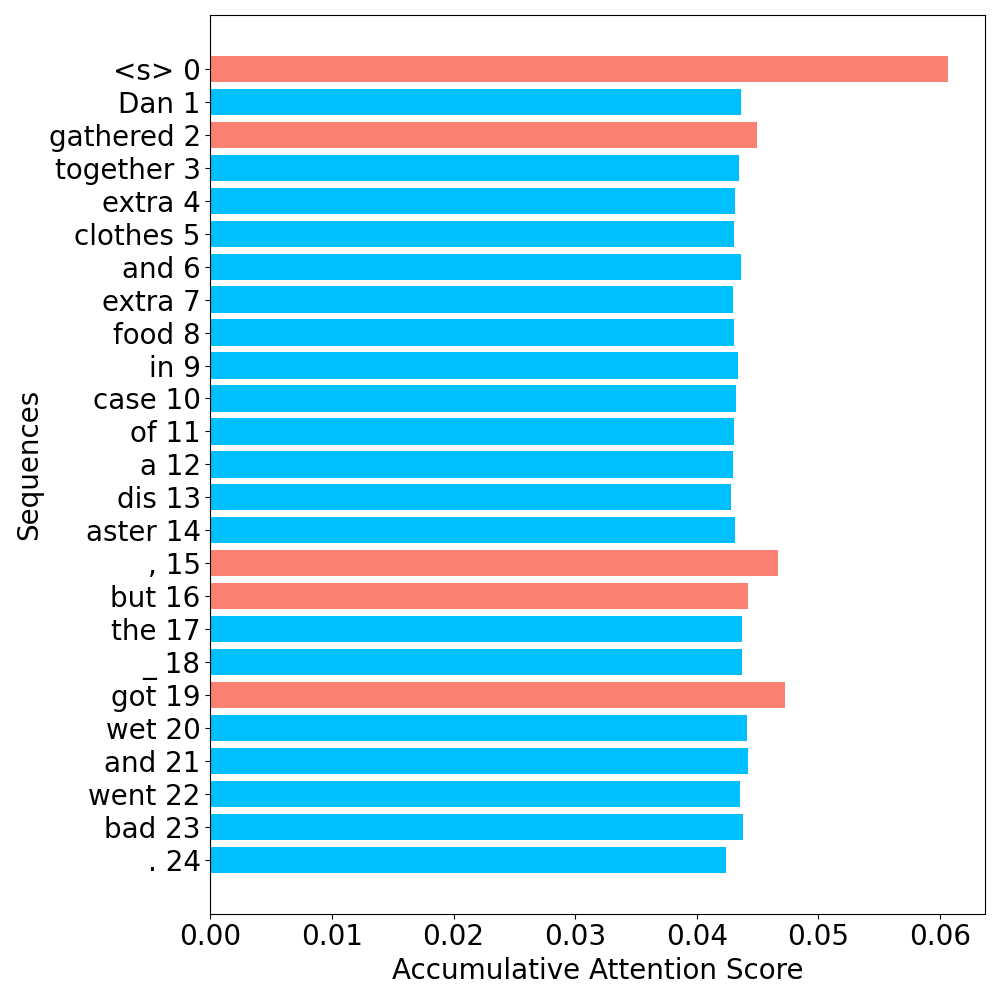 <s> 0
Dan 1
gathered 2
together 3
extra 4
clothes 5
and 6
extra 7
food 8
in 9
case 10
of 11
a 12
dis 13
aster 14
, 15
but 16
the 17
_ 18
got 19
wet 20
and 21
went 22
bad 23
. 24
Sequences
0.00 0.01 0.02 0.03 0.04 0.05 0.06
Accumulative Attention Score